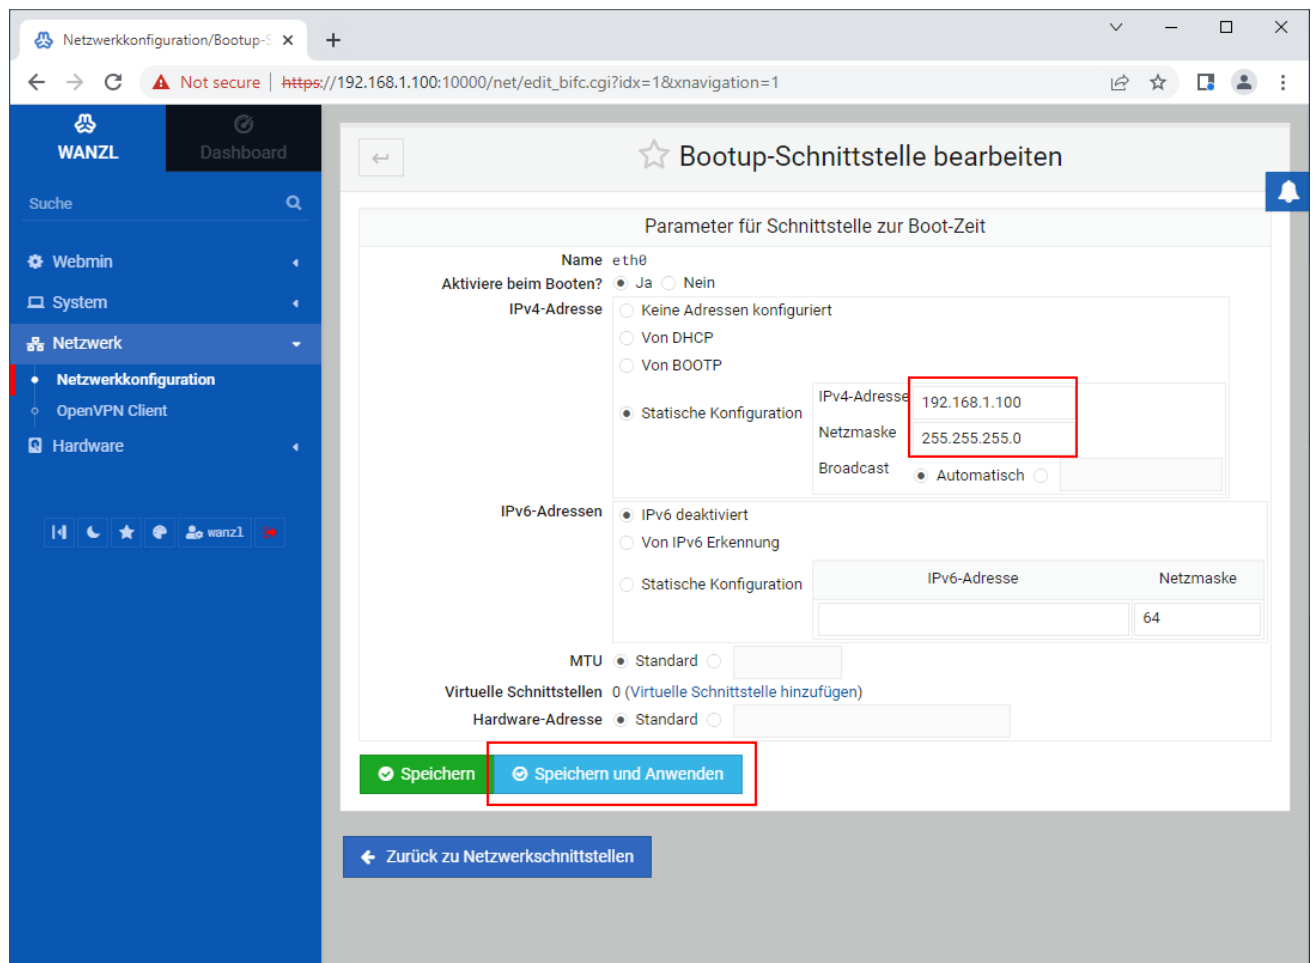 Netzwerkkonfiguration/Bootup-S
Not secure https://192.168.1.100:10000/net/edit_bifc.cgi?idx=1&xnavigation=1
WANZL
Dashboard
Suche
Webmin
System
Netzwerk
Netzwerkkonfiguration
OpenVPN Client
Hardware
wanzl
Bootup-Schnittstelle bearbeiten
Parameter für Schnittstelle zur Boot-Zeit
Name eth0
Aktiviere beim Booten? Ja Nein
IPv4-Adresse Keine Adressen konfiguriert
Von DHCP
Von BOOTP
Statische Konfiguration
IPv4-Adresse 192.168.1.100
Netzmaske 255.255.255.0
Broadcast Automatisch
IPv6-Adressen IPv6 deaktiviert
Von IPv6 Erkennung
Statische Konfiguration
IPv6-Adresse Netzmaske
64
MTU Standard
Virtuelle Schnittstellen 0 (Virtuelle Schnittstelle hinzufügen)
Hardware-Adresse Standard
Speichern Speichern und Anwenden
Zurück zu Netzwerkschnittstellen